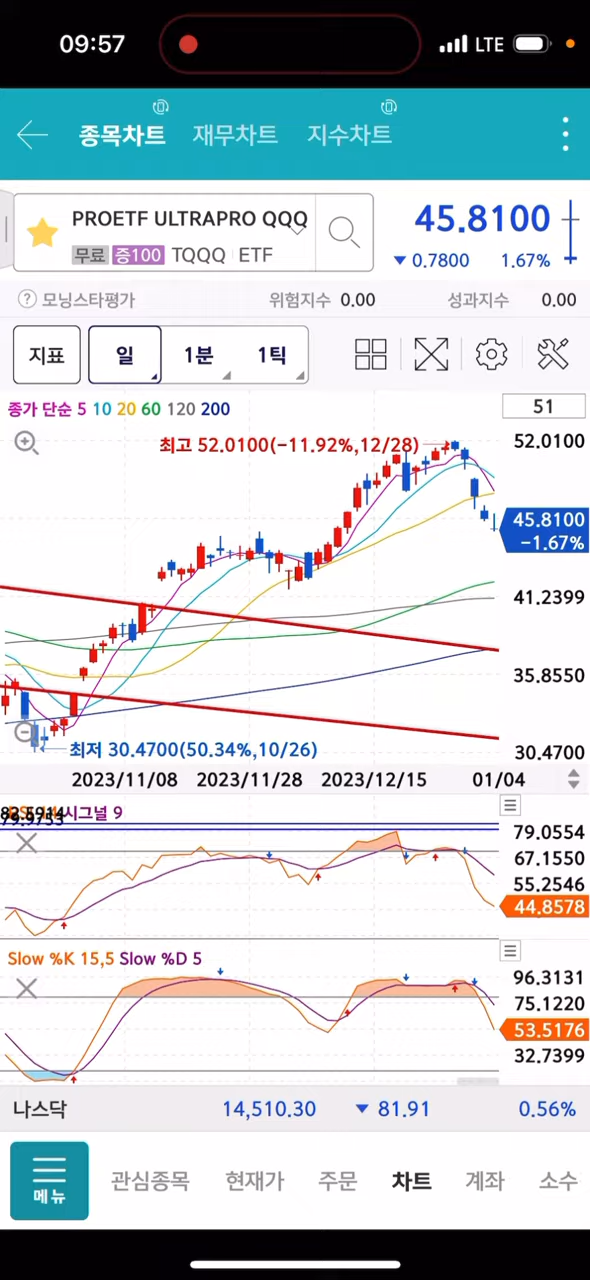 09:57 LTE
종목차트 재무차트 지수차트
PROETF ULTRAPRO QQQ
무료 증100 TQQQ ETF
45.8100
▼ 0.7800 1.67%
? 모닝스타평가 위험지수 0.00 성과지수 0.00
지표 일 1분 1틱
종가 단순 5 10 20 60 120 200
51
최고 52.0100(-11.92%,12/28)
52.0100
45.8100
-1.67%
41.2399
35.8550
최저 30.4700(50.34%,10/26)
30.4700
2023/11/08 2023/11/28 2023/12/15 01/04
시그널 9
79.0554
67.1550
55.2546
44.8578
Slow %K 15,5 Slow %D 5
96.3131
75.1220
53.5176
32.7399
나스닥 14,510.30 ▼ 81.91 0.56%
메뉴 관심종목 현재가 주문 차트 계좌 소수